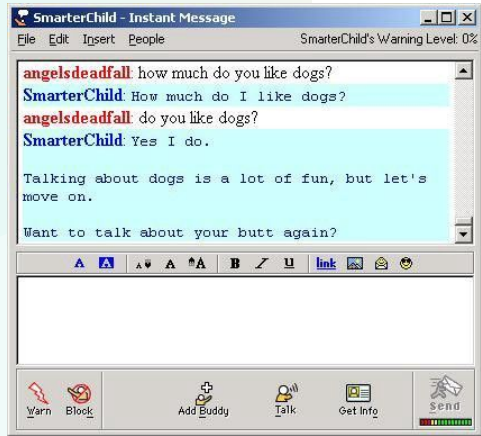 SmarterChild - Instant Message
File Edit Insert People SmarterChild's Warning Level: 0%
angelsdeadfall: how much do you like dogs?
SmarterChild: How much do I like dogs?
angelsdeadfall: do you like dogs?
SmarterChild: Yes I do.
Talking about dogs is a lot of fun, but let's
move on.
Want to talk about your butt again?
A A A A A B I U link
Warn Block Add Buddy Talk Get Info Send